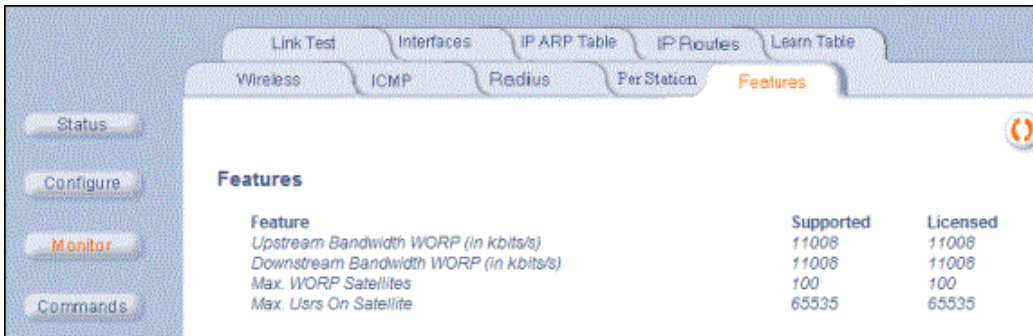 Link Test Interfaces IP ARP Table IP Routes Learn Table
Wireless ICMP Radius Per Station Features
Status
Configure
Monitor
Commands
Features
Feature Supported Licensed
Upstream Bandwidth WORP (in kbits/s) 11008 11008
Downstream Bandwidth WORP (in kbits/s) 11008 11008
Max. WORP Satellites 100 100
Max. Usrs On Satellite 65535 65535